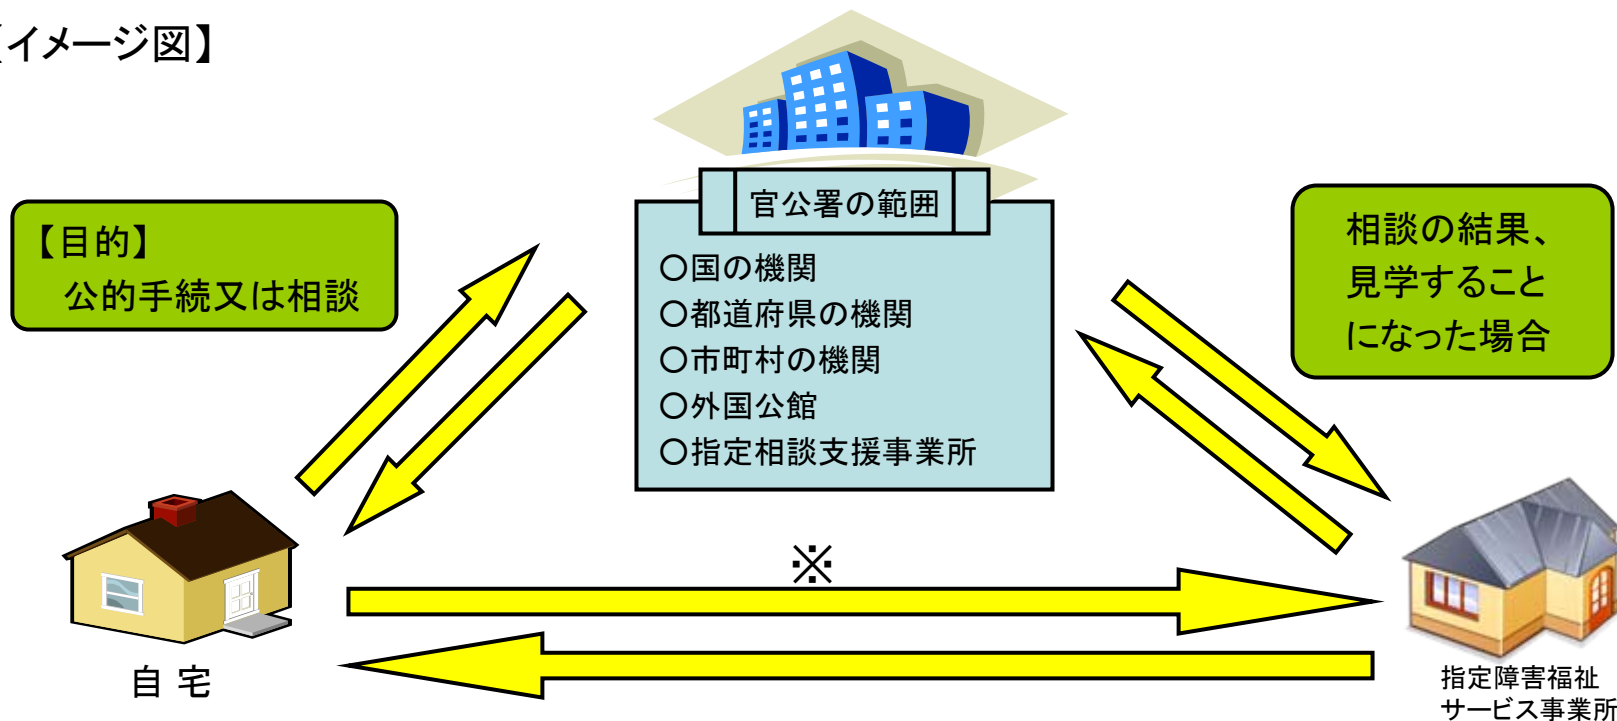 【イメージ図】
官公署の範囲
○国の機関
○都道府県の機関
○市町村の機関
○外国公館
○指定相談支援事業所
【目的】
公的手続又は相談
相談の結果、
見学すること
になった場合
※
自 宅
指定障害福祉
サービス事業所